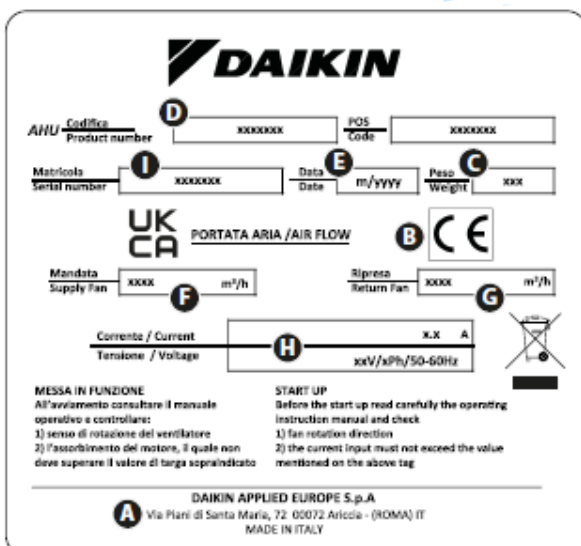 DAIKIN
D
AHU Codifica xxxxxxx POS xxxxxxx
Product number Code
I E C
Matricola xxxxxxx Data m/yyyy Peso xxx
Serial number Date Weight
UK
CA PORTATA ARIA /AIR FLOW B CE
Mandata xxxx m³/h Ripresa xxxx m³/h
Supply Fan Return Fan
F G
Corrente / Current x.x A
H
Tensione / Voltage xxV/xPh/50-60Hz
MESSA IN FUNZIONE
All'avviamento consultare il manuale
operativo e controllare:
1) senso di rotazione del ventilatore
2) l'assorbimento del motore, il quale non
deve superare il valore di targa sopraindicato
START UP
Before the start up read carefully the operating
instruction manual and check
1) fan rotation direction
2) the current input must not exceed the value
mentioned on the above tag
DAIKIN APPLIED EUROPE S.p.A
A Via Piani di Santa Maria, 72 00072 Ariccia - (ROMA) IT
MADE IN ITALY